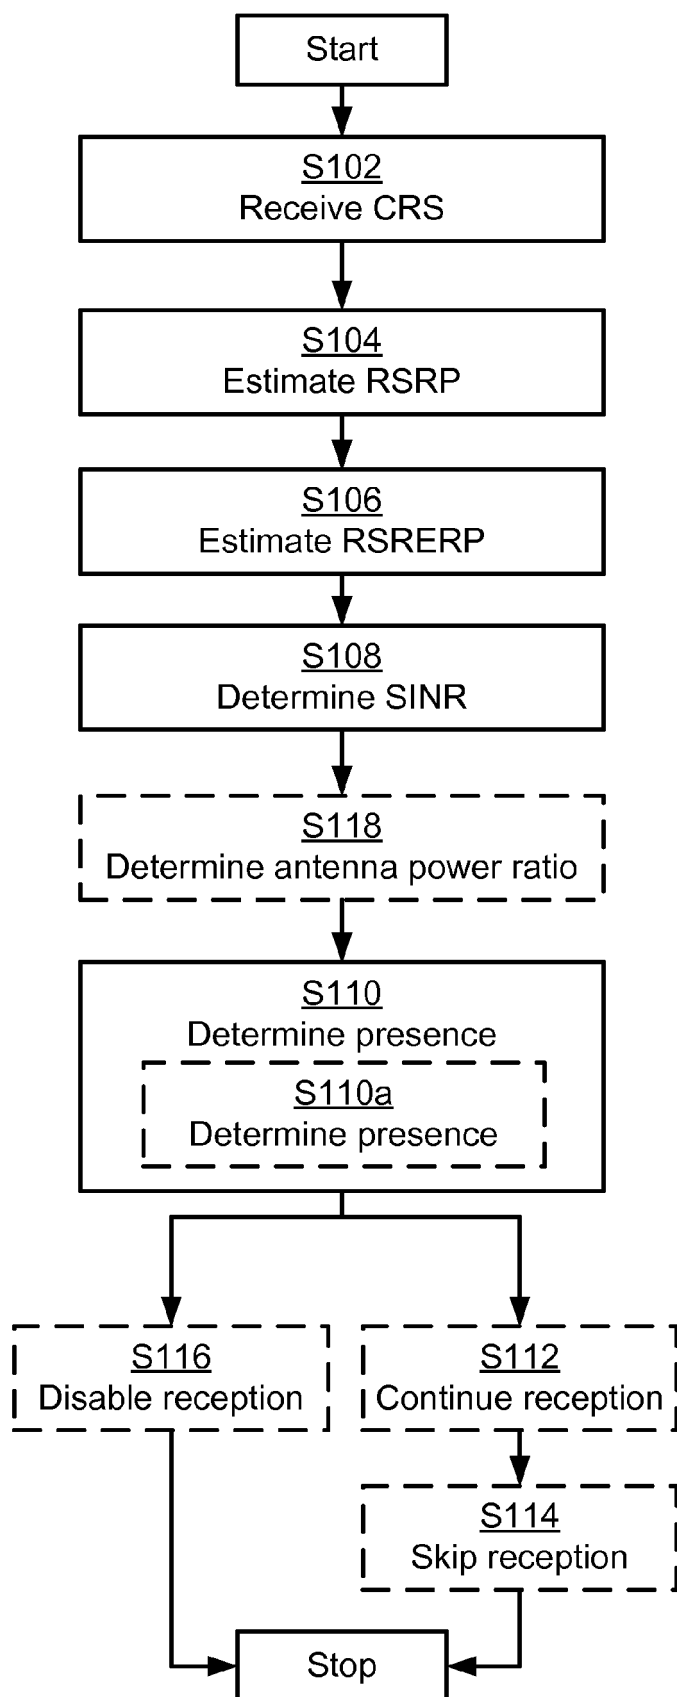 Start
S102
Receive CRS
S104
Estimate RSRP
S106
Estimate RSRERP
S108
Determine SINR
S118
Determine antenna power ratio
S110
Determine presence
S110a
Determine presence
S116
Disable reception
S112
Continue reception
S114
Skip reception
Stop